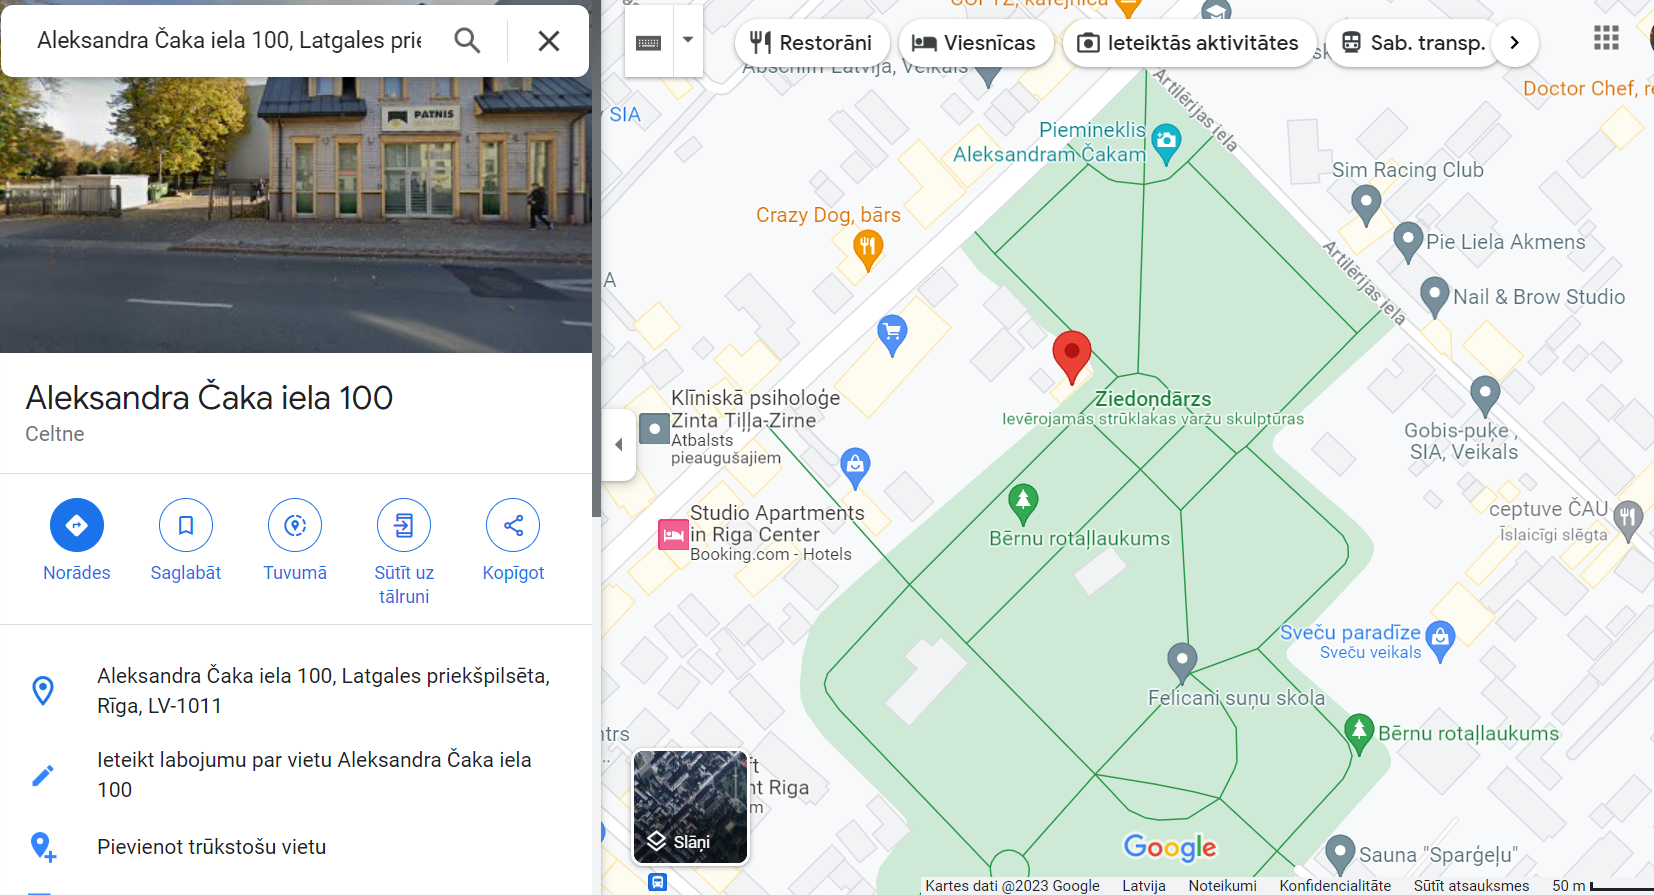 Aleksandra Čaka iela 100, Latgales prie
PATNIS
Aleksandra Čaka iela 100
Celtne
Norādes
Saglabāt
Tuvumā
Sūtīt uz
tālruni
Kopīgot
Aleksandra Čaka iela 100, Latgales priekšpilsēta,
Rīga, LV-1011
Ieteikt labojumu par vietu Aleksandra Čaka iela
100
Pievienot trūkstošu vietu
Restorāni
Viesnīcas
Ieteiktās aktivitātes
Sab. transp.
kafejnīca
Latvija, Veikals
SIA
Doctor Chef, r
Artilērijas iela
Piemineklis
Aleksandram Čakam
Sim Racing Club
Crazy Dog, bārs
Pie Liela Akmens
Artilērijas iela
A
Nail & Brow Studio
Klīniskā psiholoģe
Zinta Tiļļa-Zirne
Atbalsts
pieaugušajiem
Ziedoņdārzs
Ievērojamas strūklakas varžu skulptūras
Gobis-puķe ,
SIA, Veikals
Studio Apartments
in Riga Center
Booking.com - Hotels
ceptuve ČAU
Īslaicīgi slēgta
Bērnu rotaļlaukums
Sveču paradīze
Sveču veikals
Felicani suņu skola
ntrs
Bērnu rotaļlaukums
ft
nt Riga
m
Slāņi
Google
Sauna "Sparģeļu"
Kartes dati @2023 Google
Latvija
Noteikumi
Konfidencialitāte
Sūtīt atsauksmes
50 m